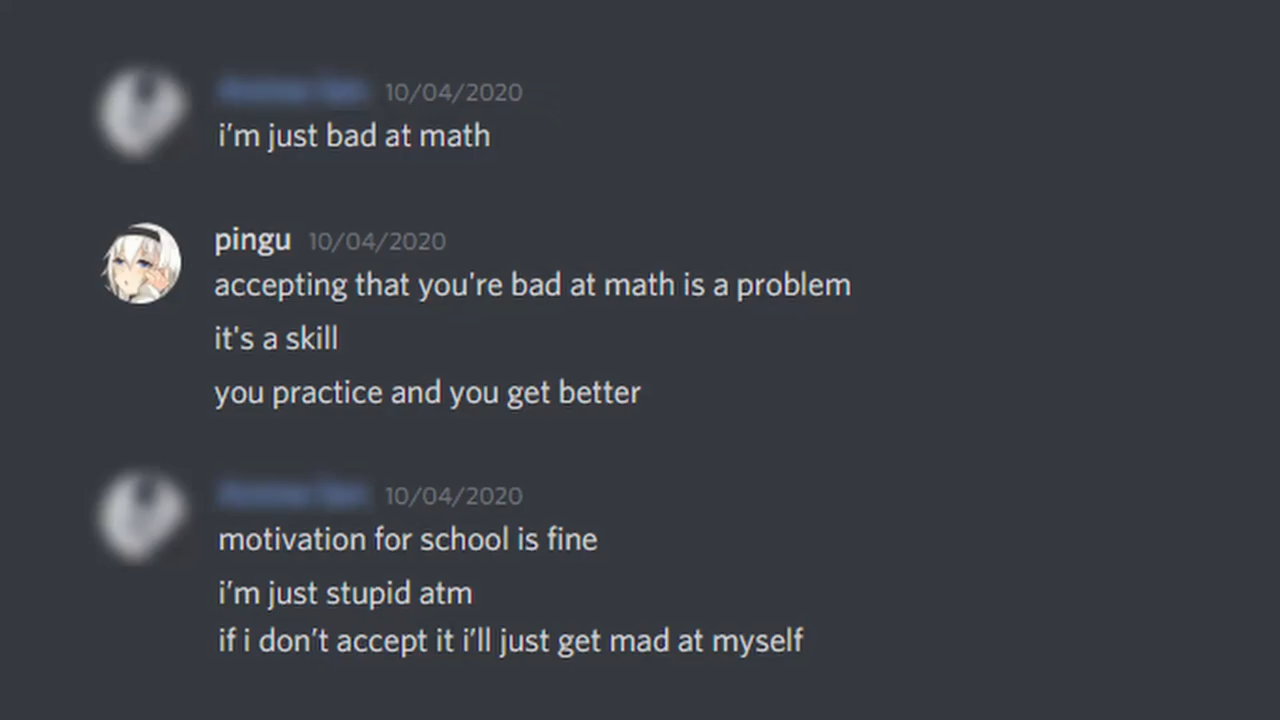 10/04/2020
i’m just bad at math
pingu 10/04/2020
accepting that you're bad at math is a problem
it's a skill
you practice and you get better
10/04/2020
motivation for school is fine
i’m just stupid atm
if i don’t accept it i’ll just get mad at myself